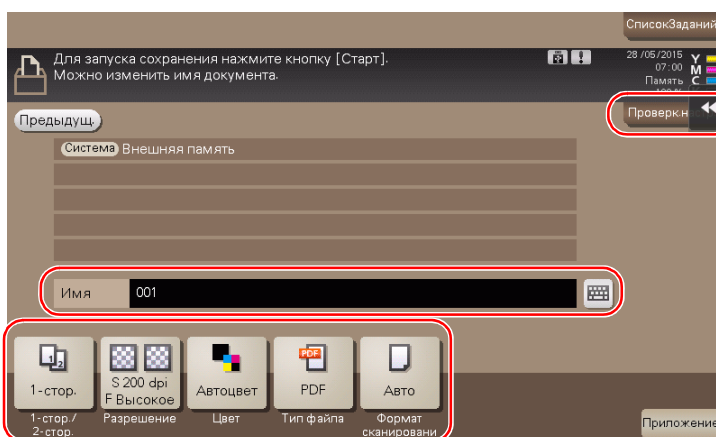 СписокЗаданий
Для запуска сохранения нажмите кнопку [Старт].
Можно изменить имя документа.
28/05/2015
07:00
Память
Y
M
C
Предыдущ.
Система Внешняя память
Имя 001
1-стор.
S 200 dpi
F Высокое
Автоцвет
PDF
PDF
Авто
1-стор./
2-стор.
Разрешение
Цвет
Тип файла
Формат
сканировани
Приложение